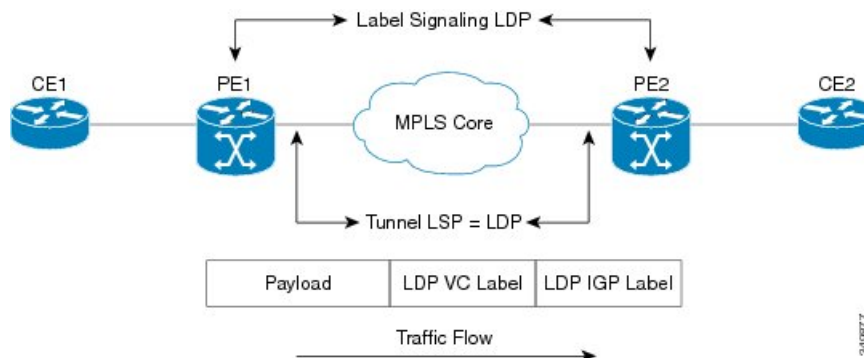 Label Signaling LDP
CE1
PE1
PE2
CE2
MPLS Core
Tunnel LSP = LDP
Payload
LDP VC Label
LDP IGP Label
Traffic Flow